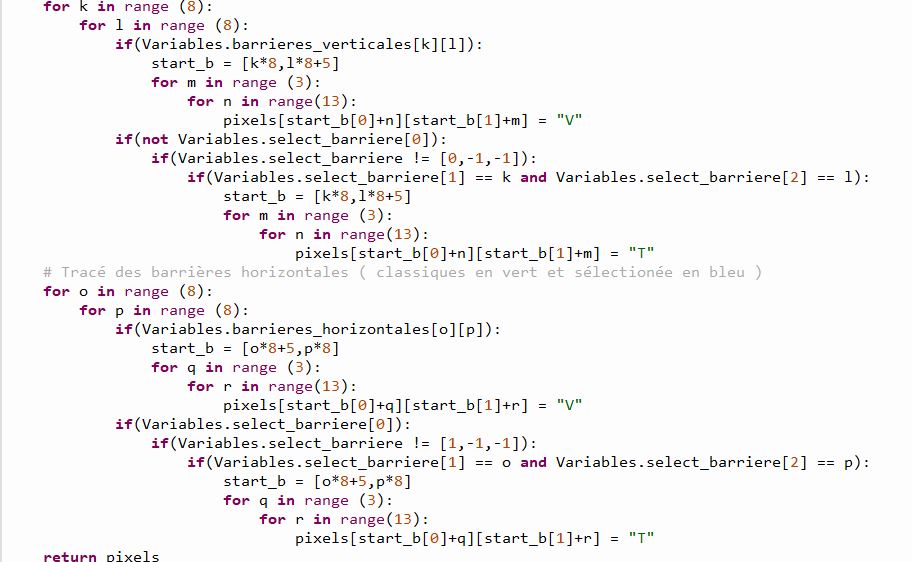 for k in range (8):
    for l in range (8):
        if(Variables.barrieres_verticales[k][l]):
            start_b = [k*8,l*8+5]
            for m in range (3):
                for n in range(13):
                    pixels[start_b[0]+n][start_b[1]+m] = "V"
        if(not Variables.select_barriere[0]):
            if(Variables.select_barriere != [0,-1,-1]):
                if(Variables.select_barriere[1] == k and Variables.select_barriere[2] == l):
                    start_b = [k*8,l*8+5]
                    for m in range (3):
                        for n in range(13):
                            pixels[start_b[0]+n][start_b[1]+m] = "T"
# Tracé des barrières horizontales ( classiques en vert et sélectionée en bleu )
for o in range (8):
    for p in range (8):
        if(Variables.barrieres_horizontales[o][p]):
            start_b = [o*8+5,p*8]
            for q in range (3):
                for r in range(13):
                    pixels[start_b[0]+q][start_b[1]+r] = "V"
        if(Variables.select_barriere[0]):
            if(Variables.select_barriere != [1,-1,-1]):
                if(Variables.select_barriere[1] == o and Variables.select_barriere[2] == p):
                    start_b = [o*8+5,p*8]
                    for q in range (3):
                        for r in range(13):
                            pixels[start_b[0]+q][start_b[1]+r] = "T"
return pixels